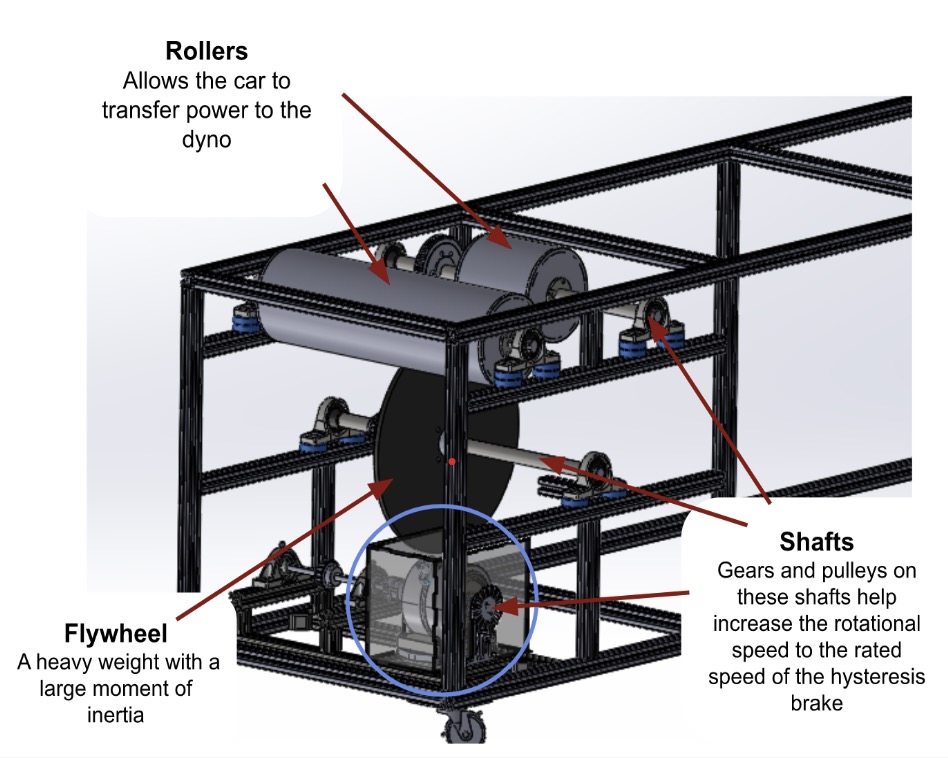 Rollers
Allows the car to
transfer power to the
dyno
Shafts
Gears and pulleys on
these shafts help
increase the rotational
speed to the rated
speed of the hysteresis
brake
Flywheel
A heavy weight with a
large moment of
inertia